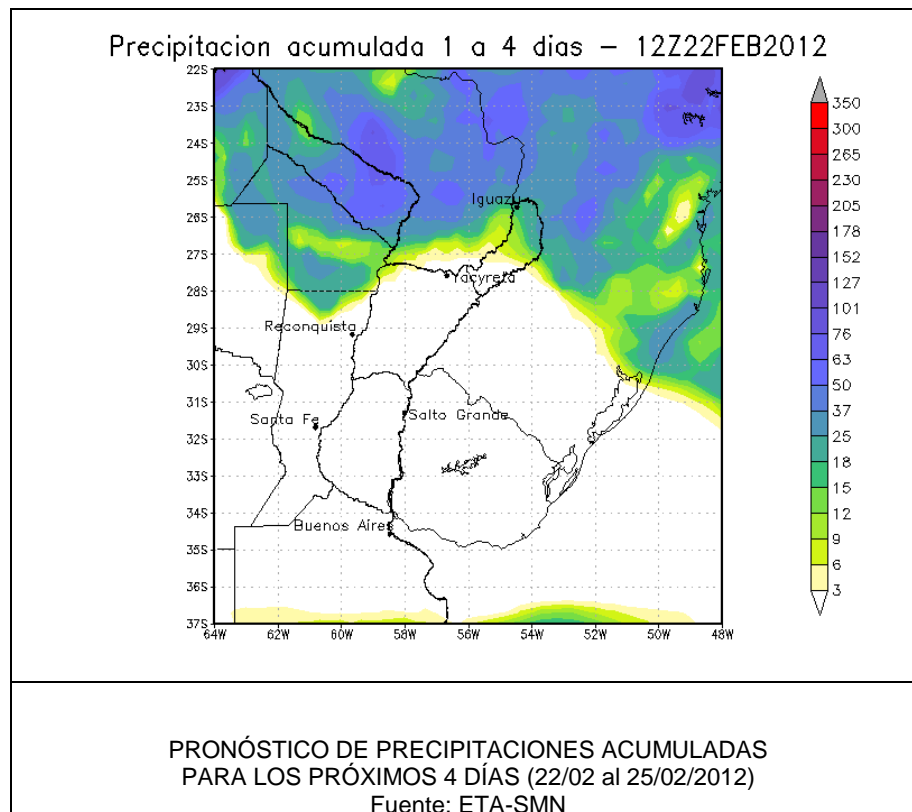 Precipitacion acumulada 1 a 4 dias – 12Z22FEB2012
22S
23S
24S
25S
26S
27S
28S
29S
30S
31S
32S
33S
34S
35S
36S
37S
64W
62W
60W
58W
56W
54W
52W
50W
48W
Iguazu
Yacyreta
Reconquista
Santa Fe
Salto Grande
Buenos Aires
350
300
265
230
205
178
152
127
101
76
63
50
37
25
18
15
12
9
6
3
PRONÓSTICO DE PRECIPITACIONES ACUMULADAS
PARA LOS PRÓXIMOS 4 DÍAS (22/02 al 25/02/2012)
Fuente: ETA-SMN